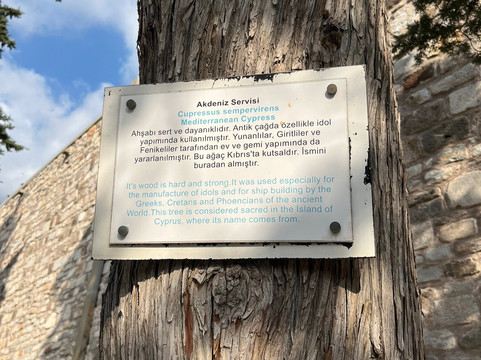 Akdeniz Servisi
Cupressus sempervirens
Mediterranean Cypress
Ahşabı sert ve dayanıklıdır. Antik çağda özellikle idol
yapımında kullanılmıştır. Yunanlılar, Giritliler ve
Fenikeliler tarafından ev ve gemi yapımında da
yararlanılmıştır. Bu ağaç Kıbrıs'ta kutsaldır. İsmini
buradan almıştır.
It's wood is hard and strong.It was used especially for
the manufacture of idols and for ship building by the
Greeks, Cretans and Phoencians of the ancient
World.This tree is considered sacred in the Island of
Cyprus, where its name comes from.